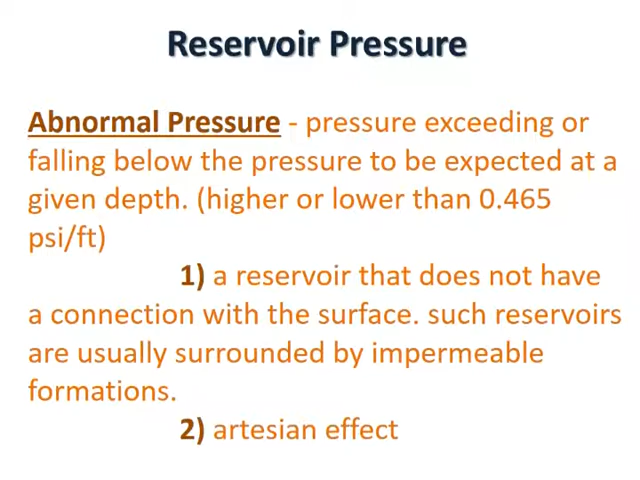 Reservoir Pressure
Abnormal Pressure - pressure exceeding or
falling below the pressure to be expected at a
given depth. (higher or lower than 0.465
psi/ft)
1) a reservoir that does not have
a connection with the surface. such reservoirs
are usually surrounded by impermeable
formations.
2) artesian effect